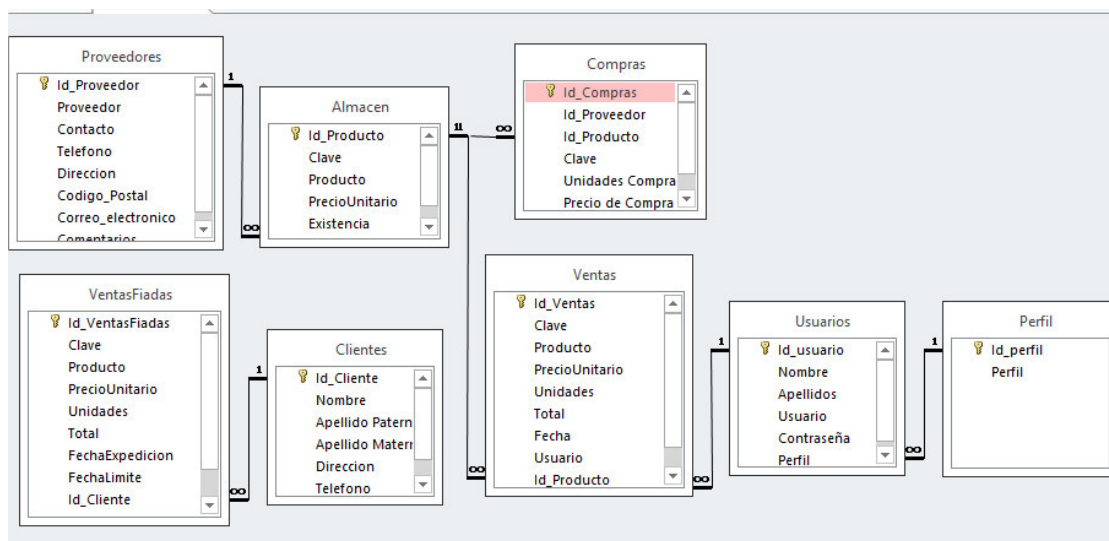 Proveedores
Id_Proveedor
Proveedor
Contacto
Telefono
Direccion
Codigo_Postal
Correo_electronico
Comentarios
1
∞
Almacen
Id_Producto
Clave
Producto
PrecioUnitario
Existencia
11
∞
Compras
Id_Compras
Id_Proveedor
Id_Producto
Clave
Unidades Compra
Precio de Compra
VentasFiadas
Id_VentasFiadas
Clave
Producto
PrecioUnitario
Unidades
Total
FechaExpedicion
FechaLimite
Id_Cliente
∞
1
Clientes
Id_Cliente
Nombre
Apellido Patern
Apellido Matern
Direccion
Telefono
∞
Ventas
Id_Ventas
Clave
Producto
PrecioUnitario
Unidades
Total
Fecha
Usuario
Id_Producto
∞
1
Usuarios
Id_usuario
Nombre
Apellidos
Usuario
Contraseña
Perfil
∞
1
Perfil
Id_perfil
Perfil